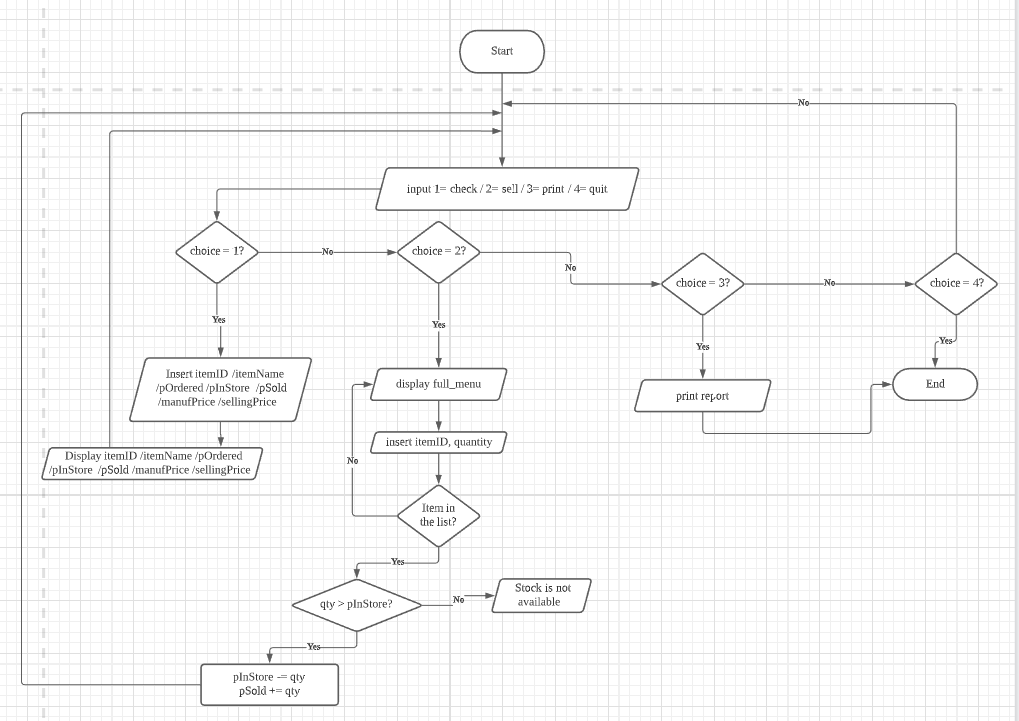 Start
No
input 1= check / 2= sell / 3= print / 4= quit
choice = 1?
No
choice = 2?
No
choice = 3?
No
choice = 4?
Yes
Yes
Yes
Yes
Insert itemID /itemName
/pOrdered /pInStore /pSold
/manufPrice /sellingPrice
display full_menu
print report
End
insert itemID, quantity
Display itemID /itemName /pOrdered
/pInStore /pSold /manufPrice /sellingPrice
No
Item in
the list?
Yes
qty > pInStore?
No
Stock is not
available
Yes
pInStore -= qty
pSold += qty